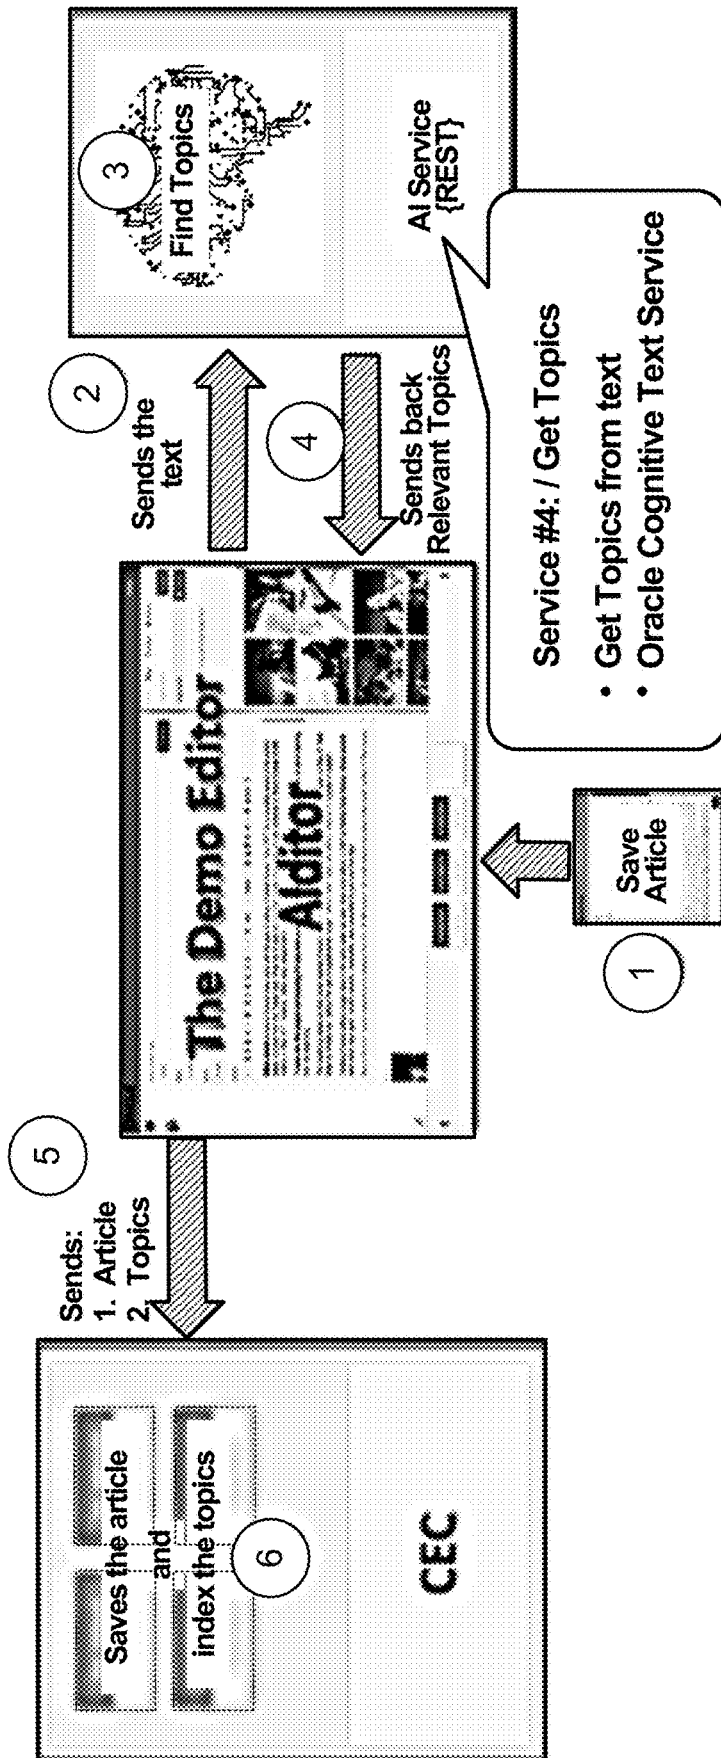 Saves the article
and
index the topics
6
CEC
5
Sends:
1. Article
2. Topics
The Demo Editor
AIditor
1
Save
Article
2
Sends the
text
4
Sends back
Relevant Topics
3
Find Topics
AI Service
{REST}
Service #4: / Get Topics
• Get Topics from text
• Oracle Cognitive Text Service